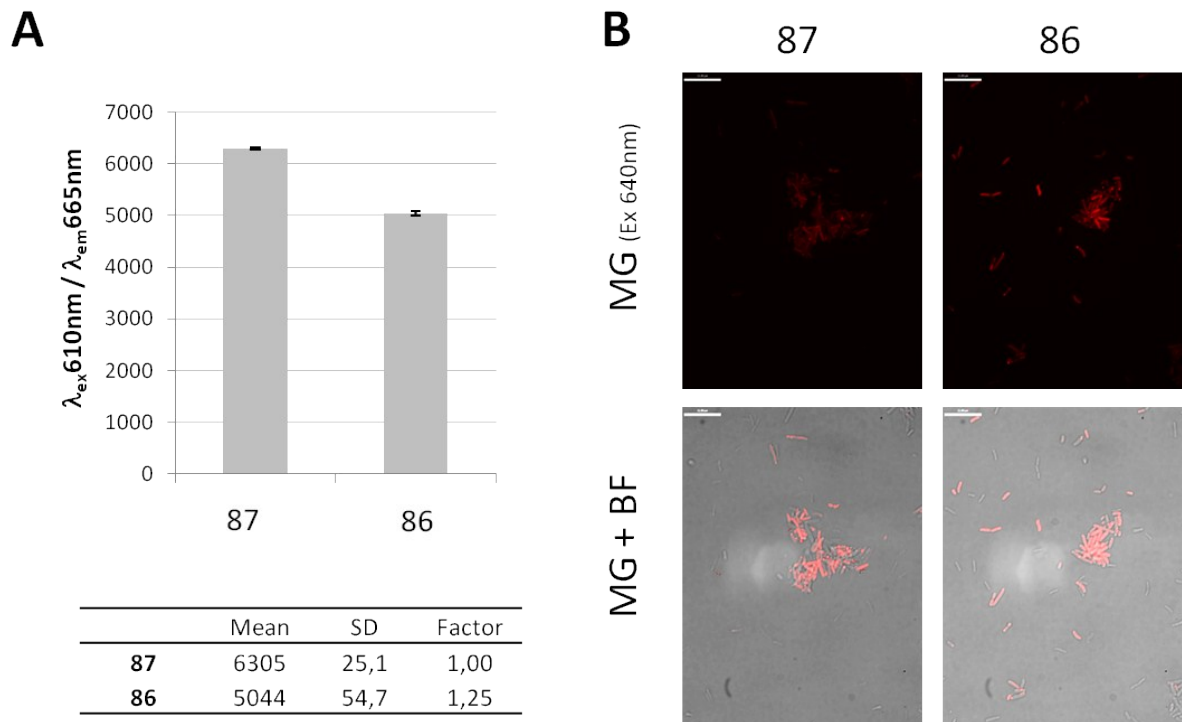 A
7000
6000
5000
4000
3000
2000
1000
0
λex610nm / λem665nm
87 86
Mean SD Factor
87 6305 25,1 1,00
86 5044 54,7 1,25
B
87 86
MG (Ex 640nm)
MG + BF